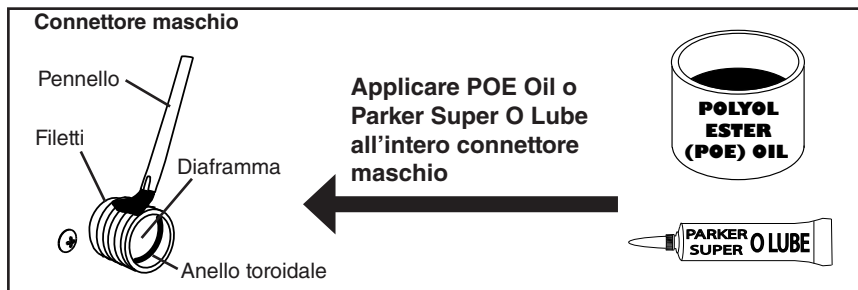 Connettore maschio
Pennello
Filetti
Diaframma
Anello toroidale
Applicare POE Oil o
Parker Super O Lube
all’intero connettore
maschio
POLYOL
ESTER
(POE) OIL
PARKER
SUPER O LUBE